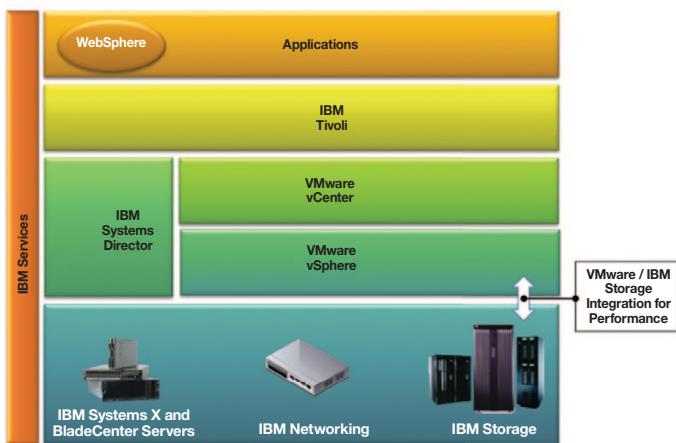 IBM Services
WebSphere
Applications
IBM
Tivoli
IBM
Systems
Director
VMware
vCenter
VMware
vSphere
VMware / IBM
Storage
Integration for
Performance
IBM Systems X and
BladeCenter Servers
IBM Networking
IBM Storage